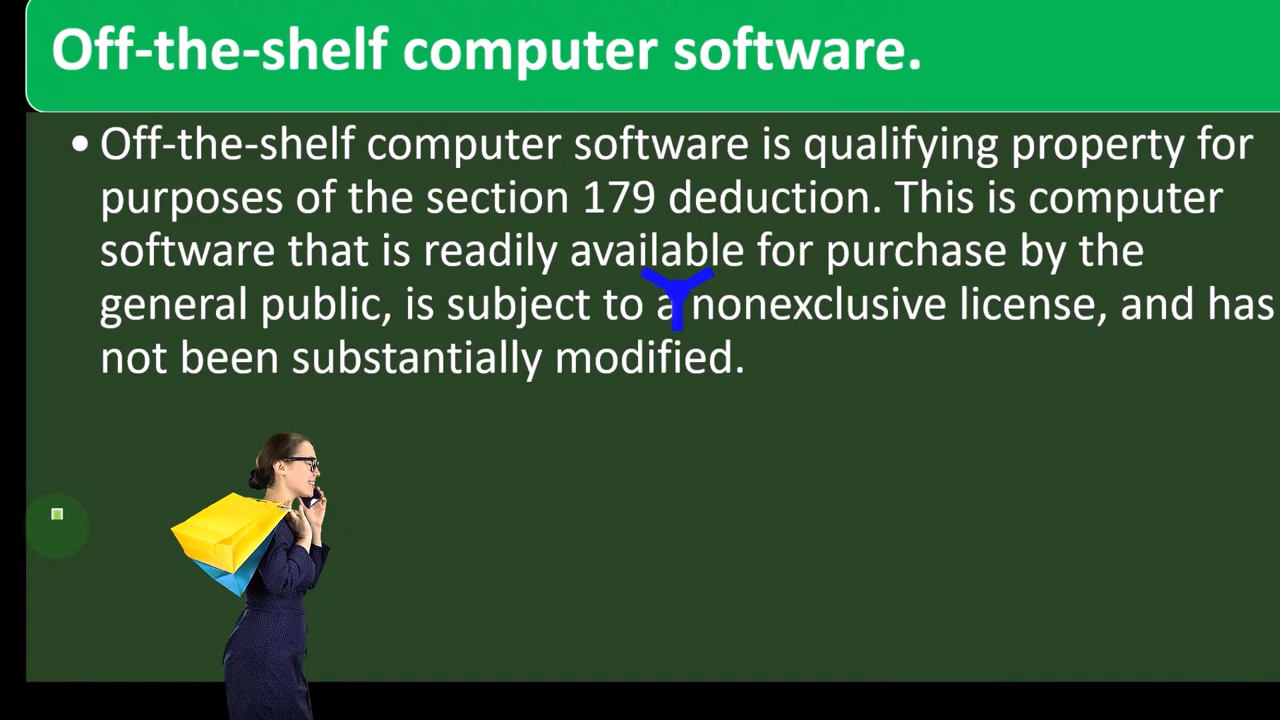 Off-the-shelf computer software.
• Off-the-shelf computer software is qualifying property for
purposes of the section 179 deduction. This is computer
software that is readily available for purchase by the
general public, is subject to a nonexclusive license, and has
not been substantially modified.